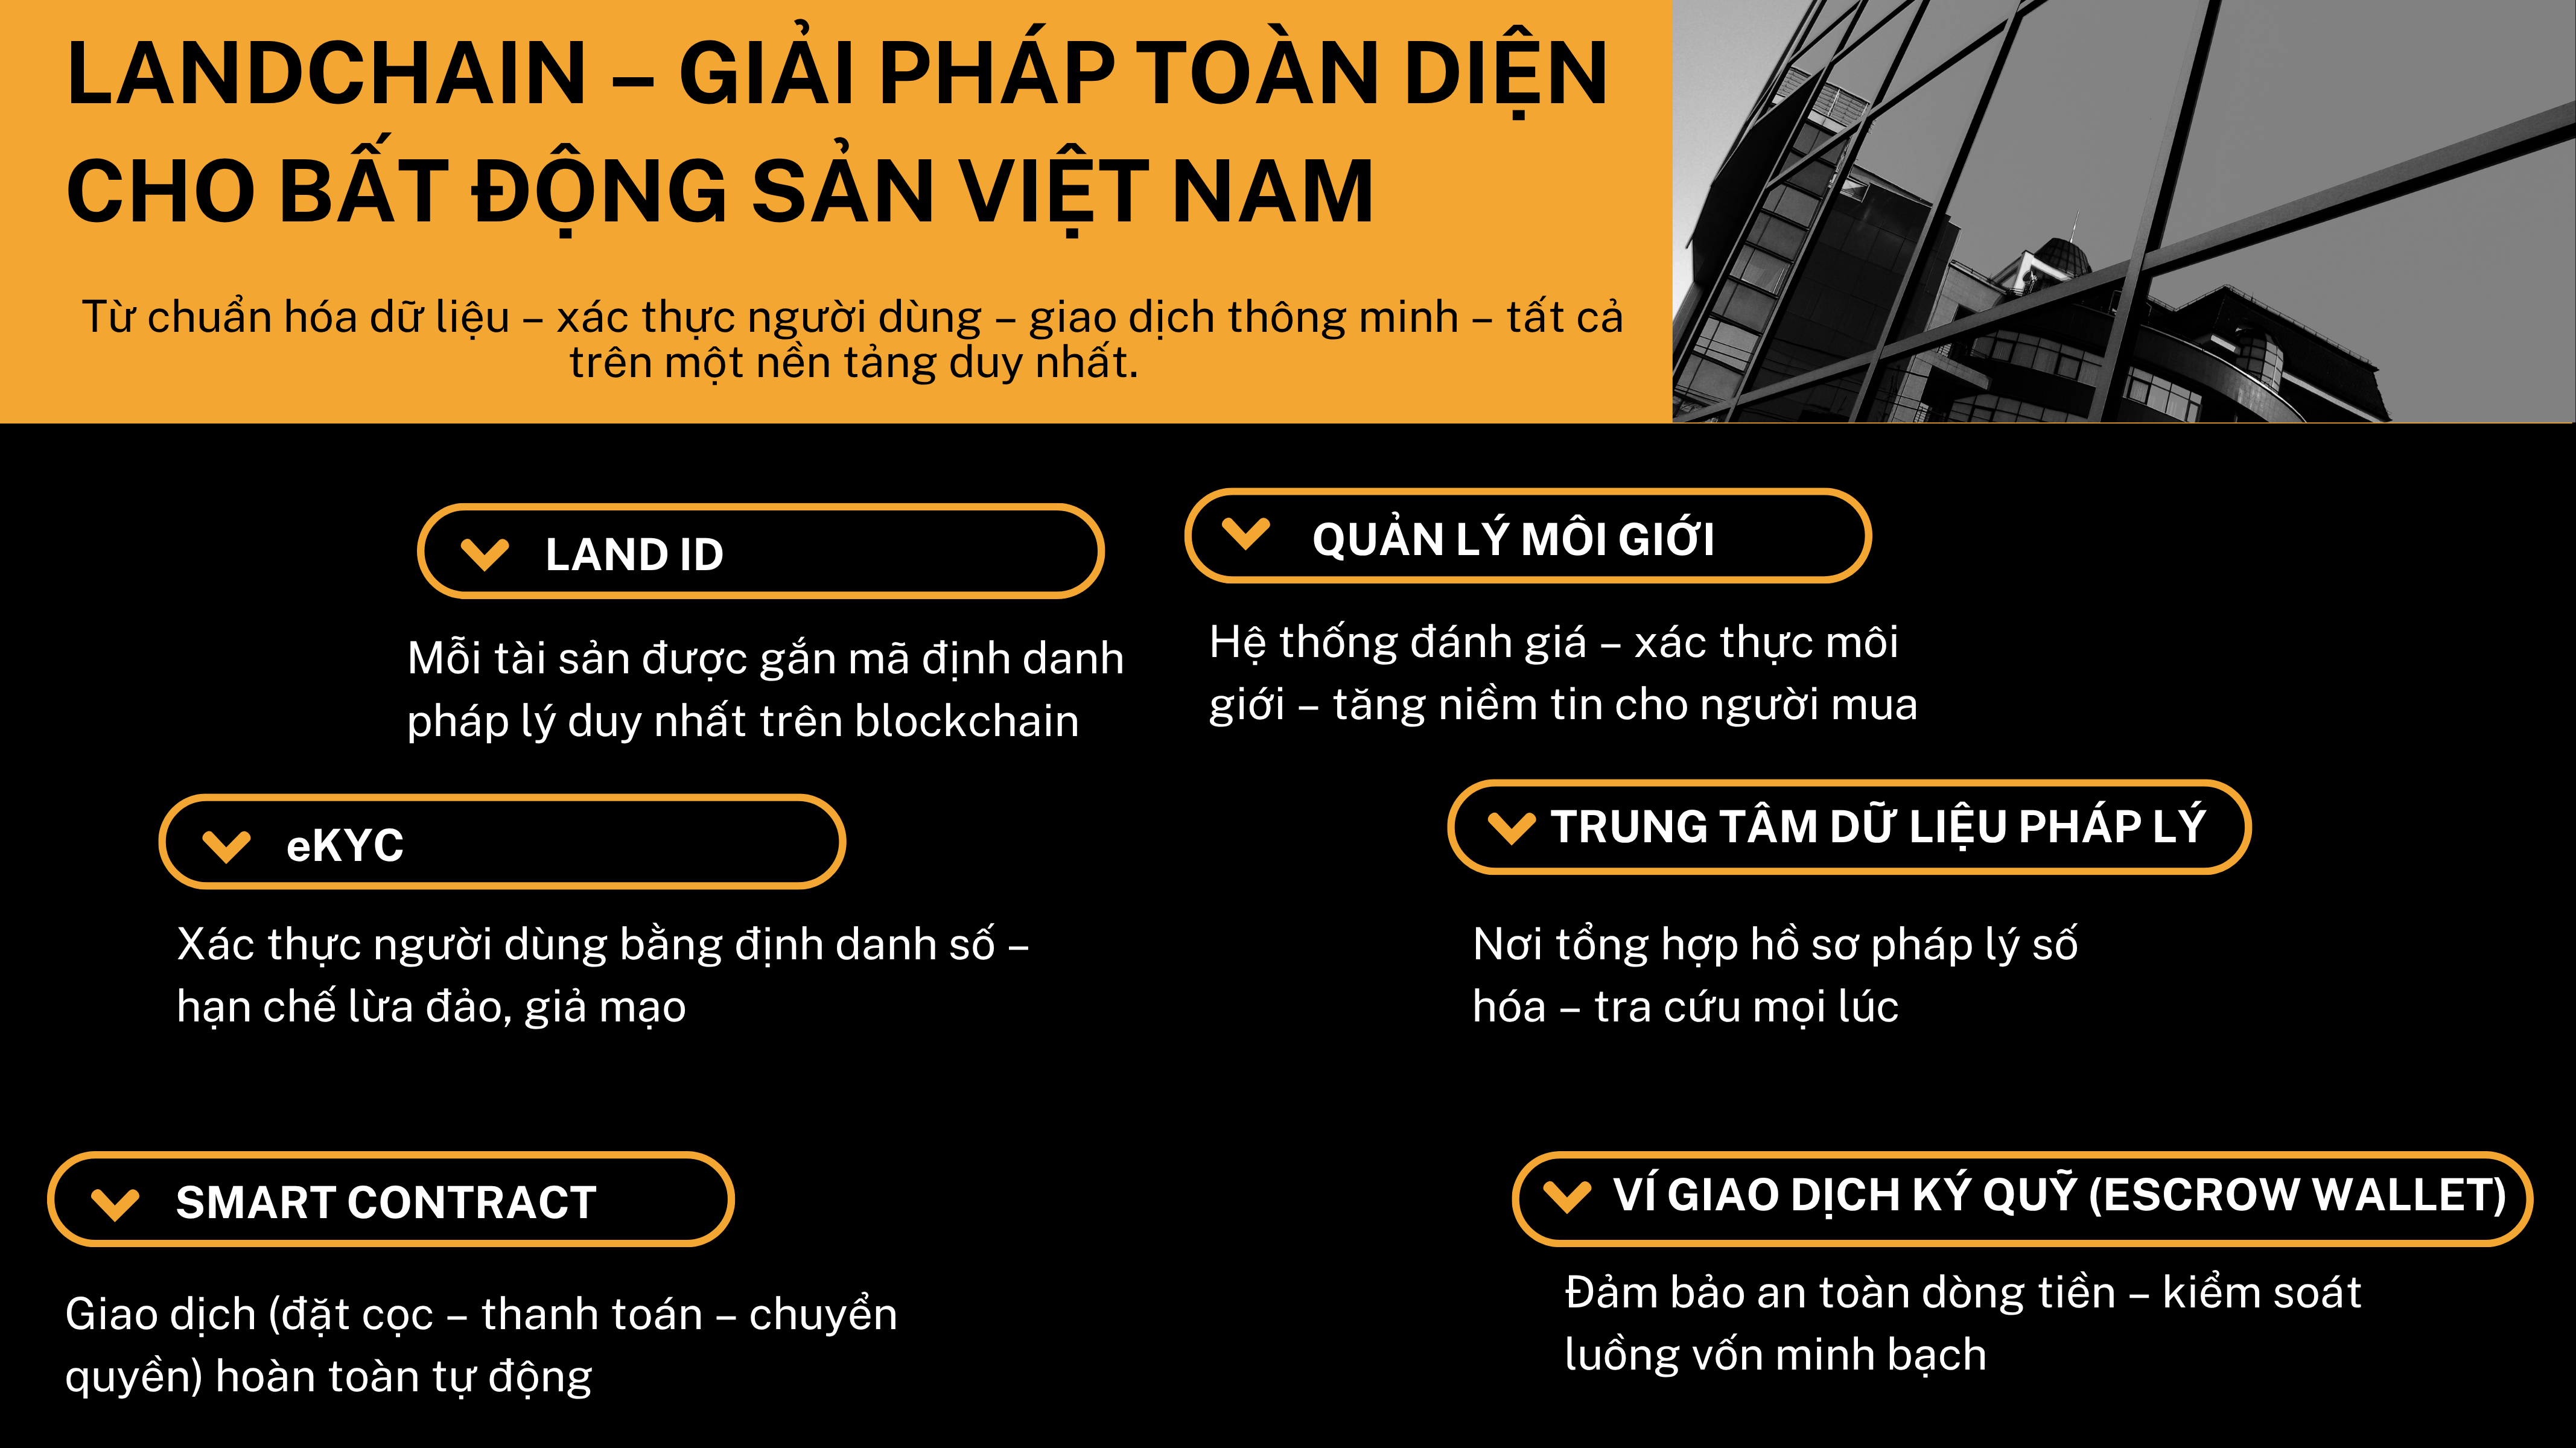 LANDCHAIN – GIẢI PHÁP TOÀN DIỆN
CHO BẤT ĐỘNG SẢN VIỆT NAM
Từ chuẩn hóa dữ liệu – xác thực người dùng – giao dịch thông minh – tất cả
trên một nền tảng duy nhất.
LAND ID
Mỗi tài sản được gắn mã định danh
pháp lý duy nhất trên blockchain
eKYC
Xác thực người dùng bằng định danh số –
hạn chế lừa đảo, giả mạo
SMART CONTRACT
Giao dịch (đặt cọc – thanh toán – chuyển
quyền) hoàn toàn tự động
QUẢN LÝ MÔI GIỚI
Hệ thống đánh giá – xác thực môi
giới – tăng niềm tin cho người mua
TRUNG TÂM DỮ LIỆU PHÁP LÝ
Nơi tổng hợp hồ sơ pháp lý số
hóa – tra cứu mọi lúc
VÍ GIAO DỊCH KÝ QUỸ (ESCROW WALLET)
Đảm bảo an toàn dòng tiền – kiểm soát
luồng vốn minh bạch